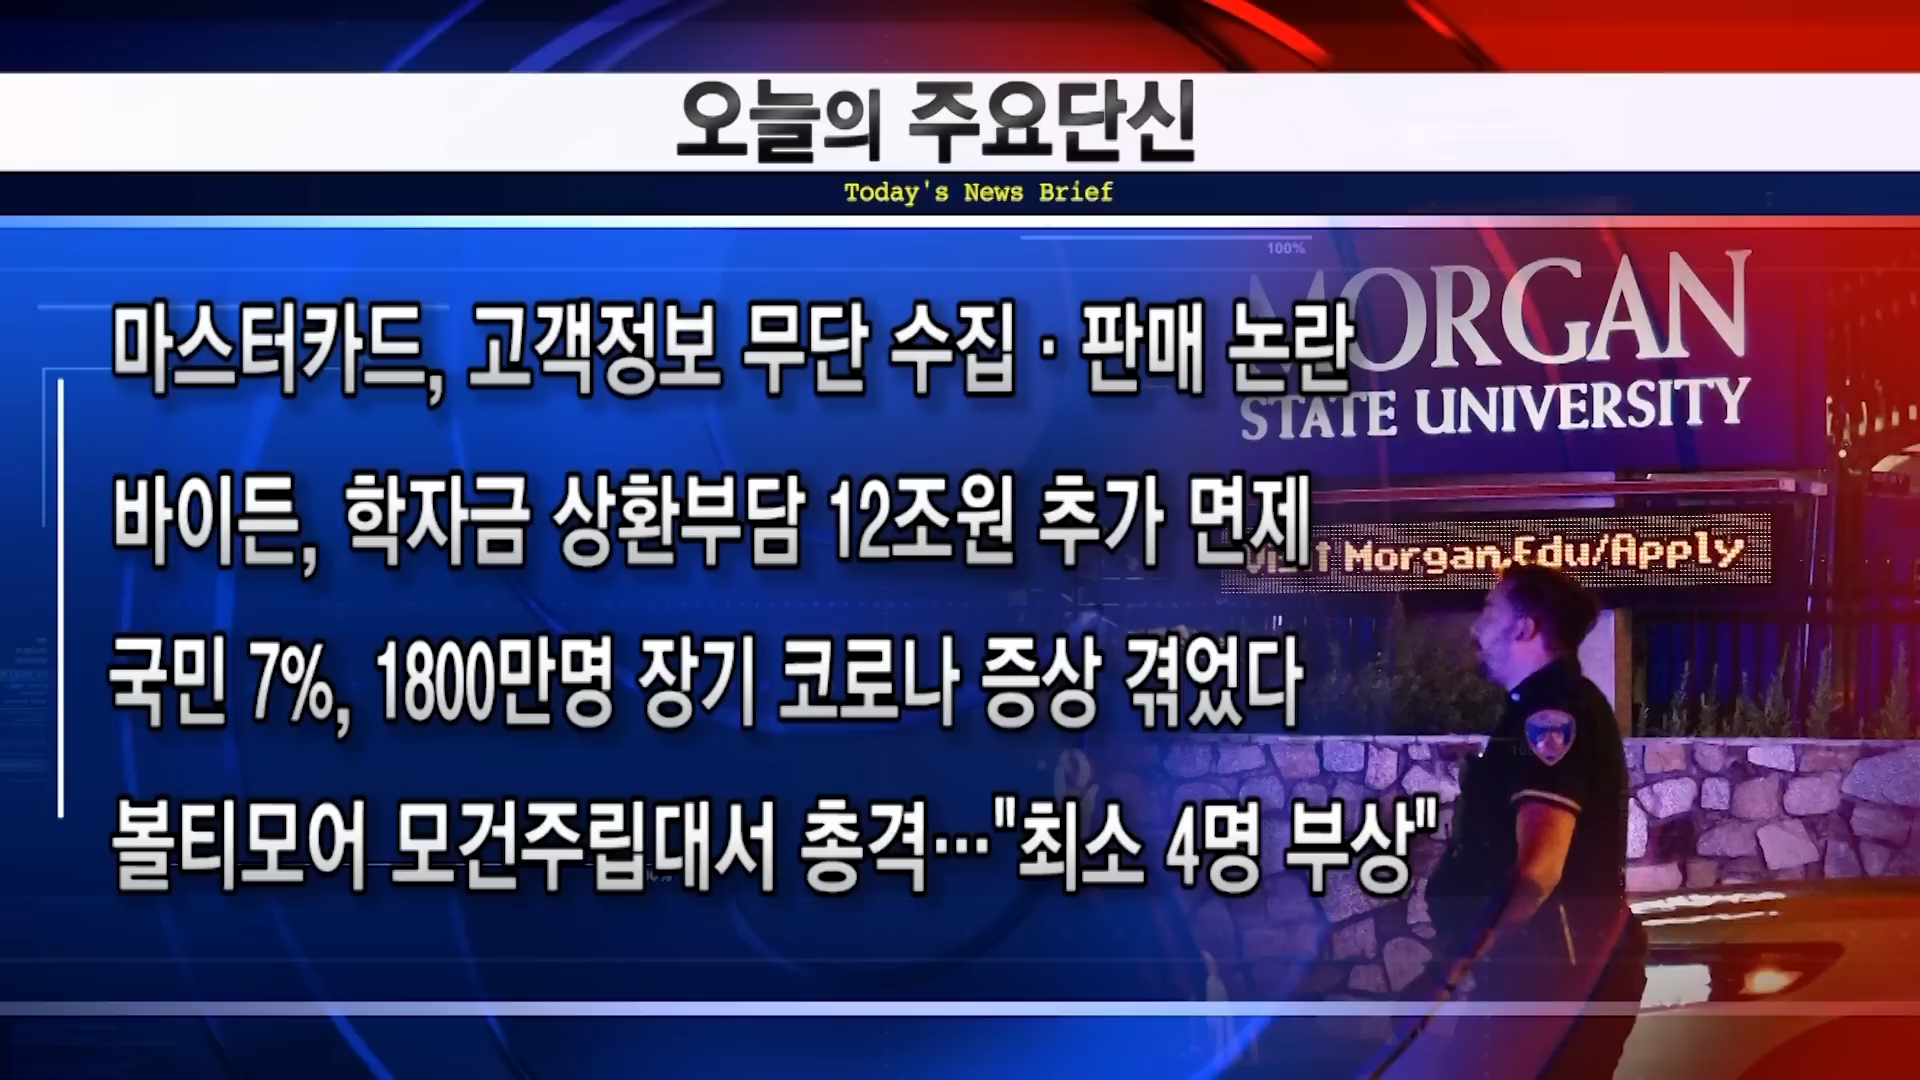 오늘의 주요단신
Today's News Brief
100%
MORGAN
STATE UNIVERSITY
마스터카드, 고객정보 무단 수집·판매 논란
바이든, 학자금 상환부담 12조원 추가 면제
Morgan.Edu/Apply
국민 7%, 1800만명 장기 코로나 증상 겪었다
볼티모어 모건주립대서 총격…"최소 4명 부상"